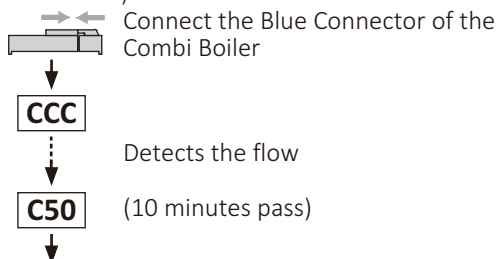 Connect the Blue Connector of the
Combi Boiler
CCC
Detects the flow
C50
(10 minutes pass)